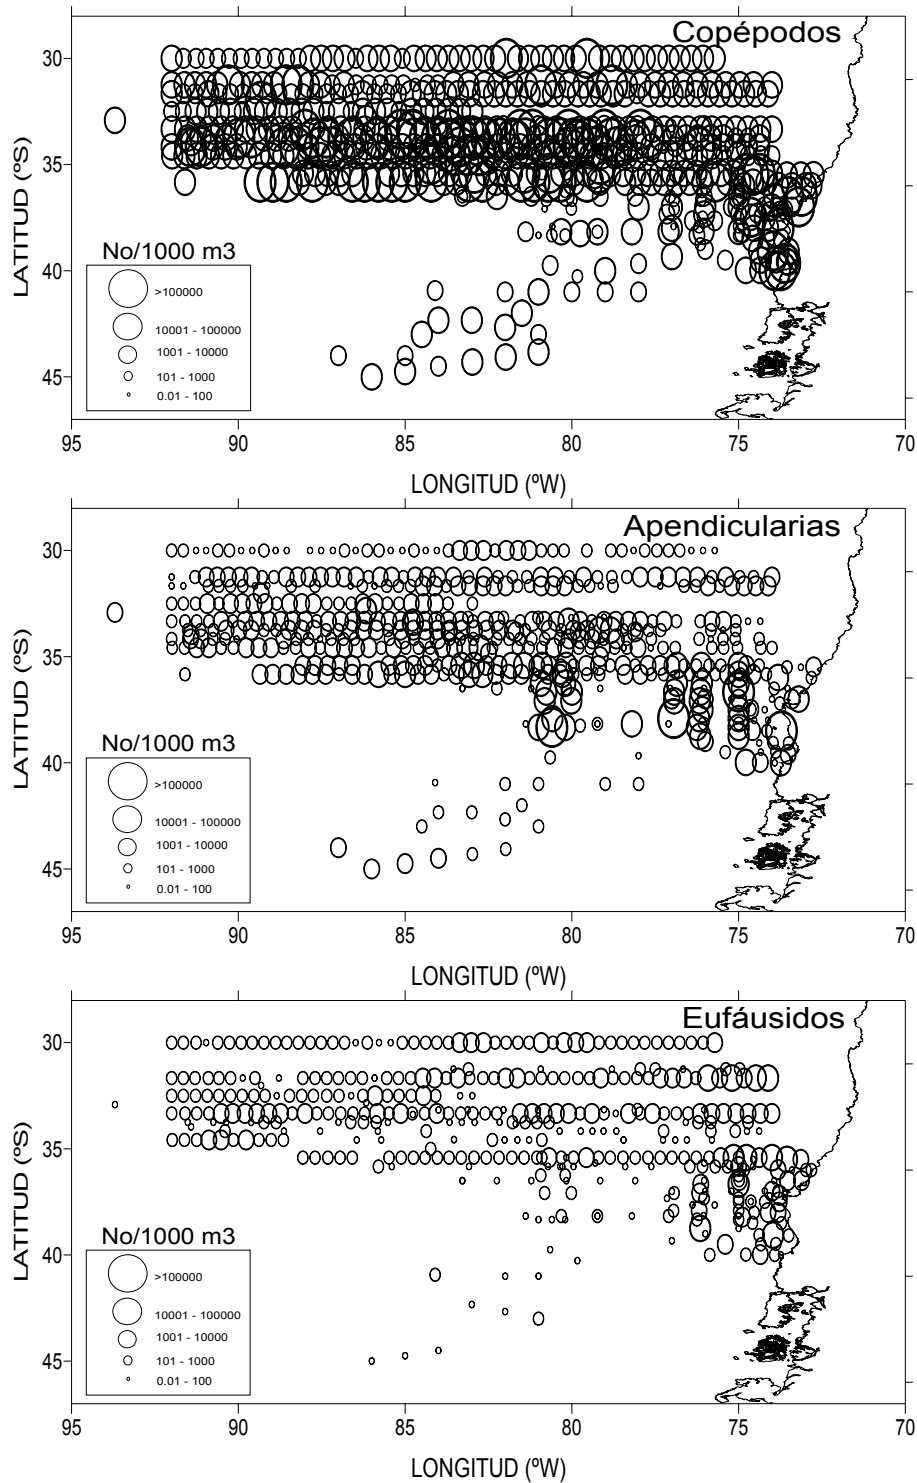 Copépodos
30
35
40
45
LATITUD (ºS)
No/1000 m3
>100000
10001 - 100000
1001 - 10000
101 - 1000
0.01 - 100
95 90 85 80 75 70
LONGITUD (ºW)
Apendicularias
30
35
40
45
LATITUD (ºS)
No/1000 m3
>100000
10001 - 100000
1001 - 10000
101 - 1000
0.01 - 100
95 90 85 80 75 70
LONGITUD (ºW)
Eufáusidos
30
35
40
45
LATITUD (ºS)
No/1000 m3
>100000
10001 - 100000
1001 - 10000
101 - 1000
0.01 - 100
95 90 85 80 75 70
LONGITUD (ºW)